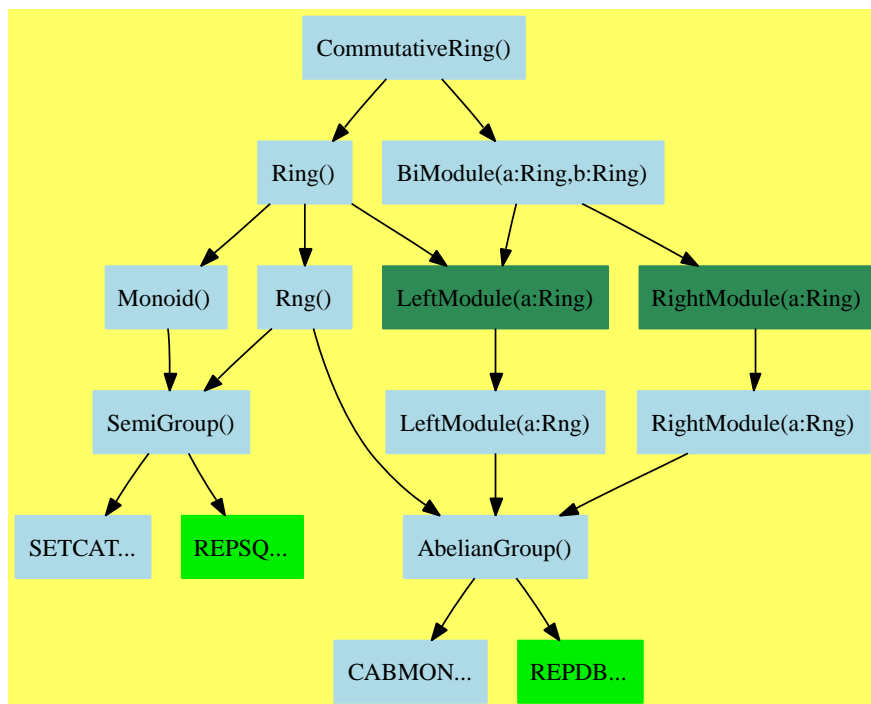 CommutativeRing()
Ring()
BiModule(a:Ring,b:Ring)
Monoid()
Rng()
LeftModule(a:Ring)
RightModule(a:Ring)
SemiGroup()
LeftModule(a:Rng)
RightModule(a:Rng)
SETCAT...
REPSQ...
AbelianGroup()
CABMON...
REPDB...